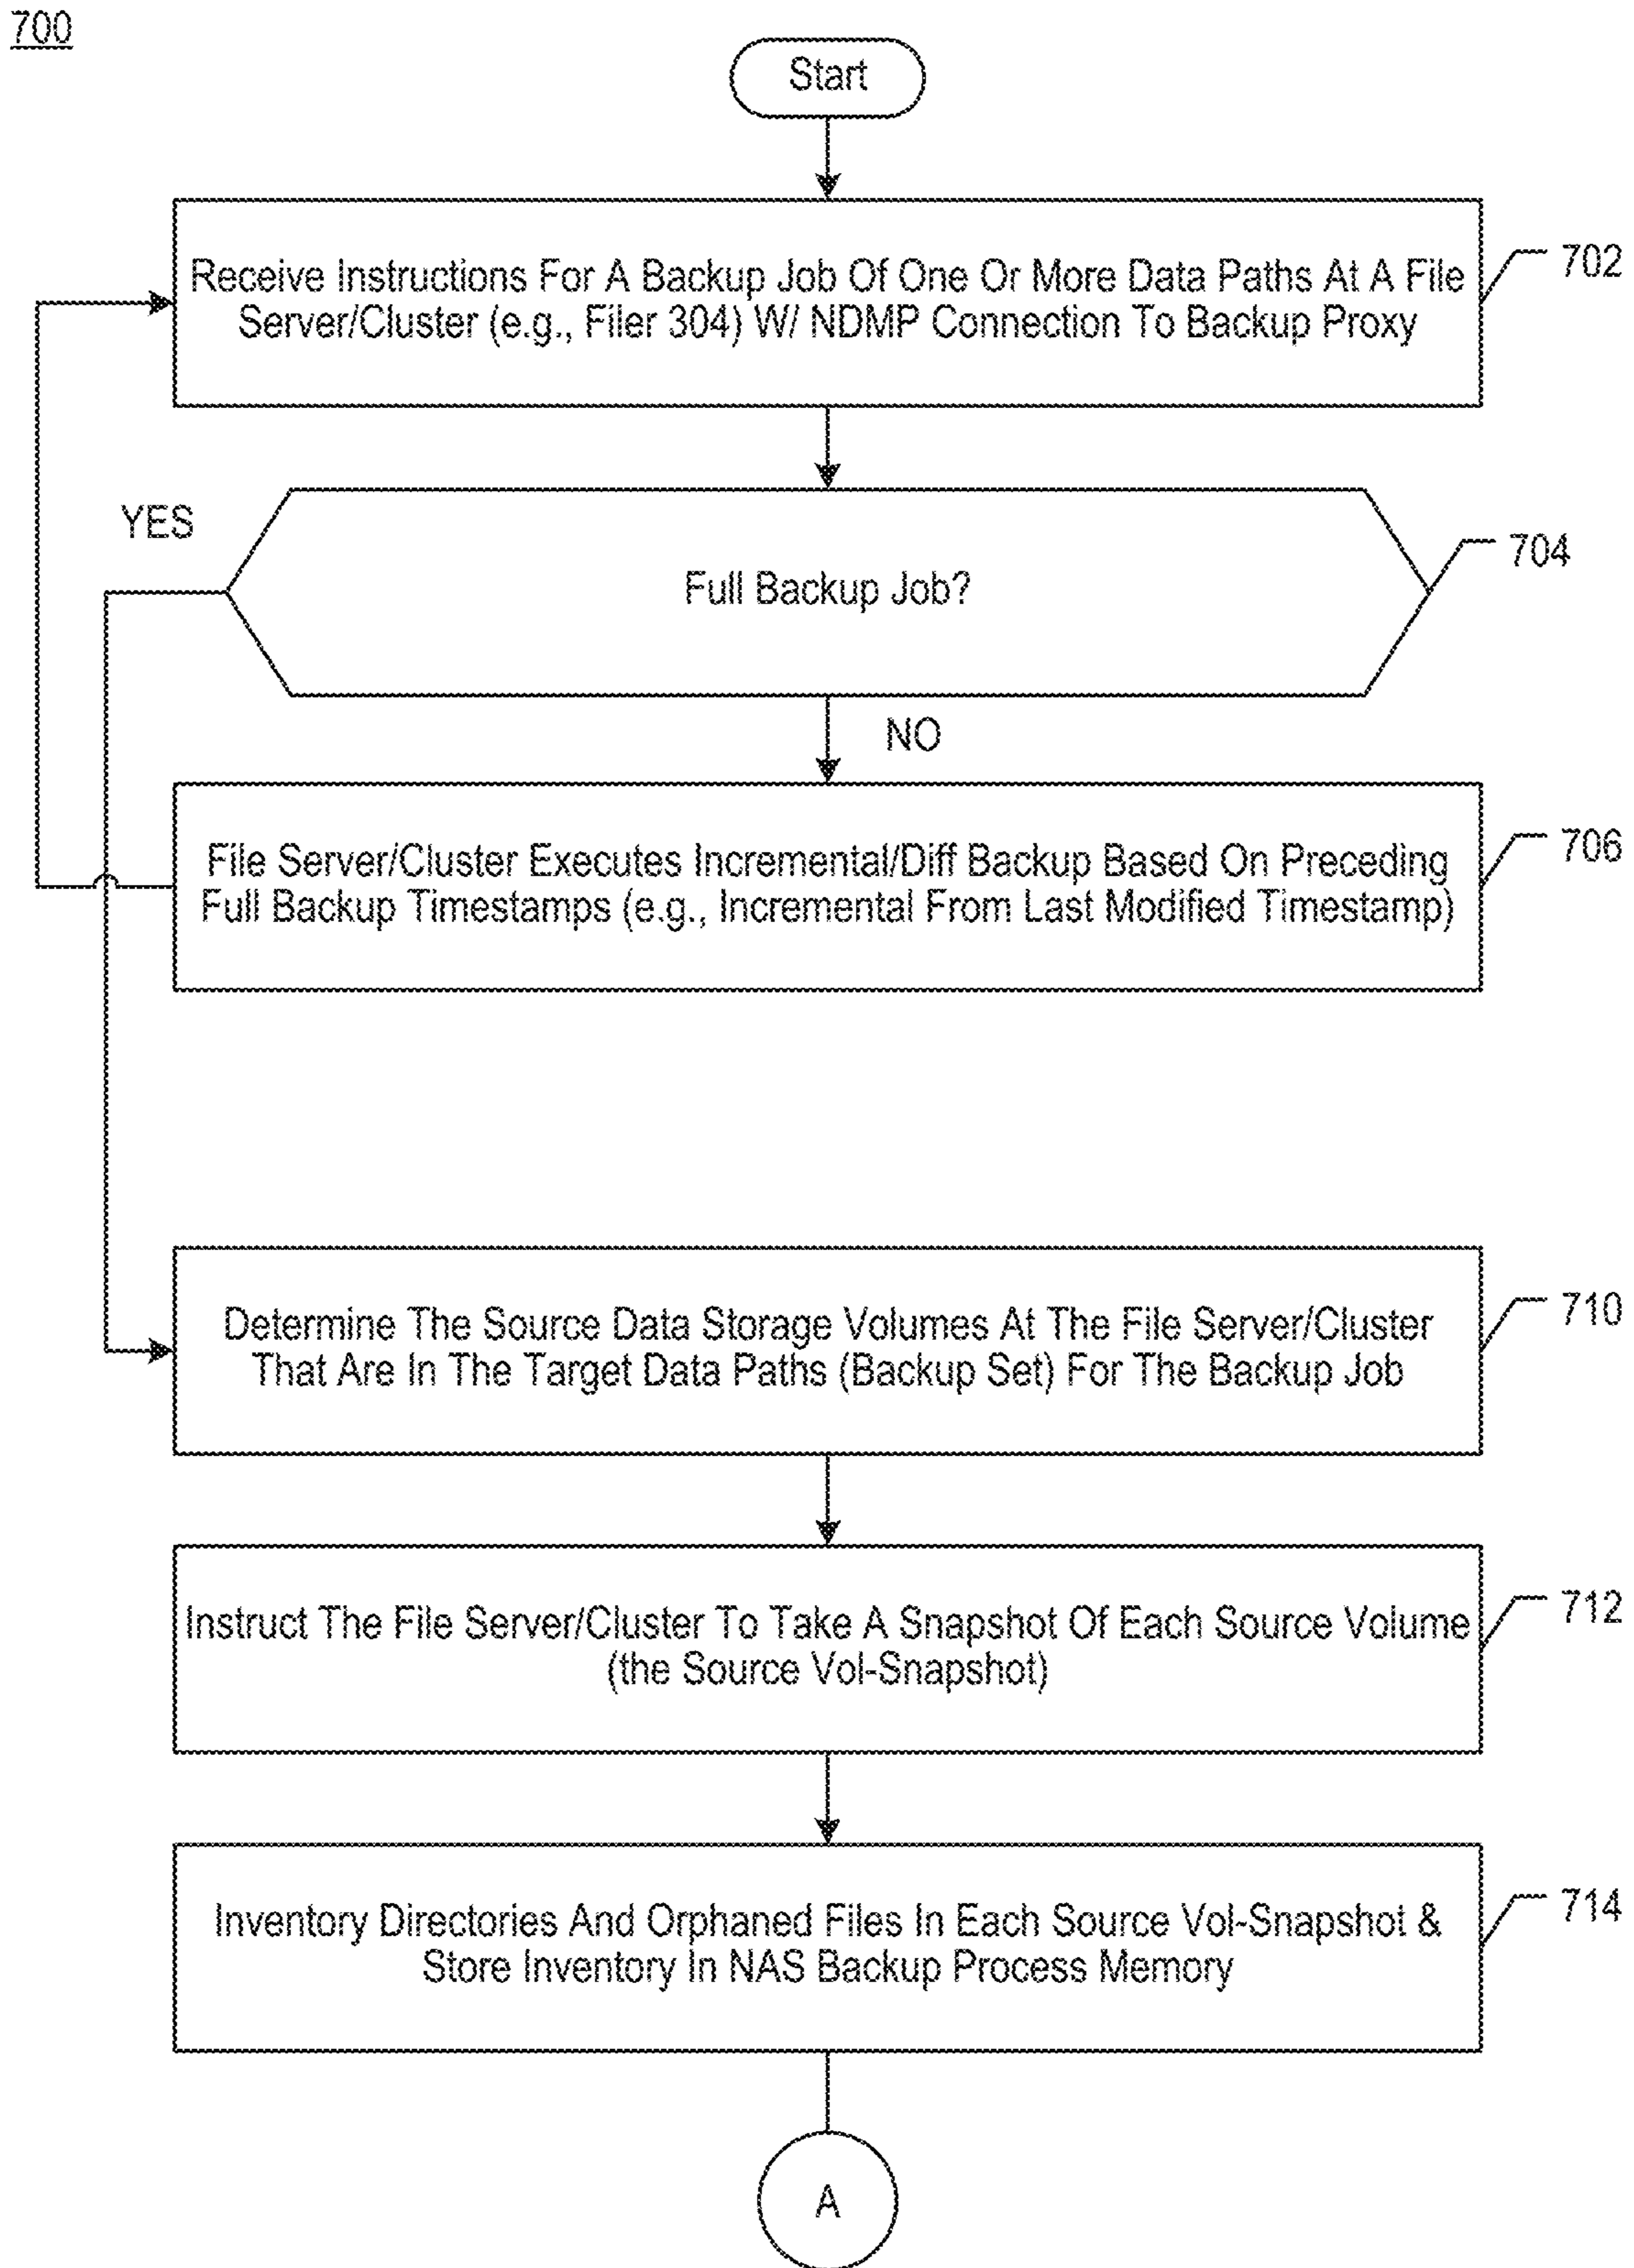 700
Start
Receive Instructions For A Backup Job Of One Or More Data Paths At A File
Server/Cluster (e.g., Filer 304) W/ NDMP Connection To Backup Proxy
702
YES
Full Backup Job?
704
NO
File Server/Cluster Executes Incremental/Diff Backup Based On Preceding
Full Backup Timestamps (e.g., Incremental From Last Modified Timestamp)
706
Determine The Source Data Storage Volumes At The File Server/Cluster
That Are In The Target Data Paths (Backup Set) For The Backup Job
710
Instruct The File Server/Cluster To Take A Snapshot Of Each Source Volume
(the Source Vol-Snapshot)
712
Inventory Directories And Orphaned Files In Each Source Vol-Snapshot &
Store Inventory In NAS Backup Process Memory
714
A